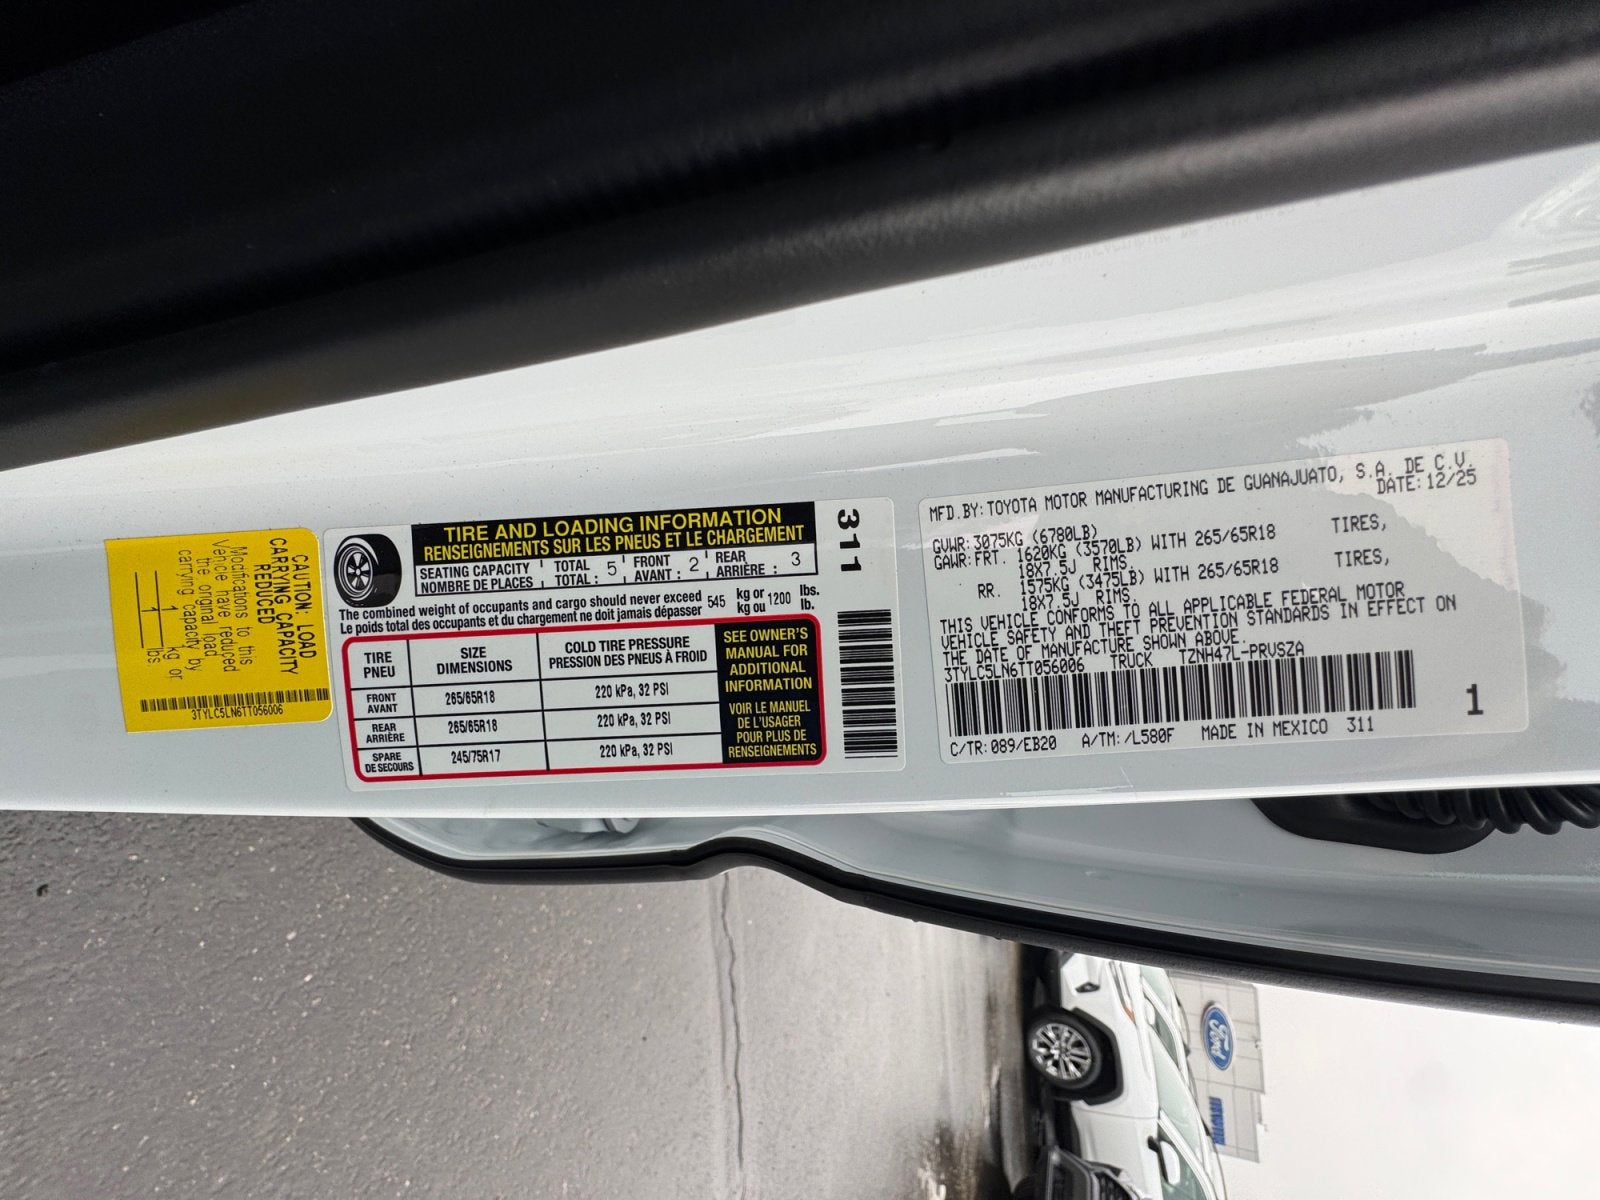 CAUTION: LOAD
CARRYING CAPACITY
REDUCED
Modifications to this
Vehicle have reduced
the original load
carrying capacity by
1 kg or
1 lbs
3TYLC5LN6TT056006
TIRE AND LOADING INFORMATION
RENSEIGNEMENTS SUR LES PNEUS ET LE CHARGEMENT
SEATING CAPACITY TOTAL 5 FRONT 2 REAR 3
NOMBRE DE PLACES TOTAL : AVANT : ARRIÈRE :
The combined weight of occupants and cargo should never exceed 545 kg or 1200 lbs.
Le poids total des occupants et du chargement ne doit jamais dépasser kg ou lb.
TIRE SIZE COLD TIRE PRESSURE
PNEU DIMENSIONS PRESSION DES PNEUS À FROID
FRONT 265/65R18 220 kPa, 32 PSI
AVANT
REAR 265/65R18 220 kPa, 32 PSI
ARRIÈRE
SPARE 245/75R17 220 kPa, 32 PSI
DE SECOURS
SEE OWNER'S
MANUAL FOR
ADDITIONAL
INFORMATION
VOIR LE MANUEL
DE L'USAGER
POUR PLUS DE
RENSEIGNEMENTS
311
MFD.BY:TOYOTA MOTOR MANUFACTURING DE GUANAJUATO, S.A. DE C.V.
DATE:12/25
GVWR:3075KG (6780LB)
GAWR:FRT. 1620KG (3570LB) WITH 265/65R18 TIRES,
18X7.5J RIMS.
RR. 1575KG (3475LB) WITH 265/65R18 TIRES,
18X7.5J RIMS.
THIS VEHICLE CONFORMS TO ALL APPLICABLE FEDERAL MOTOR
VEHICLE SAFETY AND THEFT PREVENTION STANDARDS IN EFFECT ON
THE DATE OF MANUFACTURE SHOWN ABOVE.
3TYLC5LN6TT056006 TRUCK TZNH47L-PRVSZA
1
C/TR:089/EB20 A/TM:/L580F MADE IN MEXICO 311
Ford